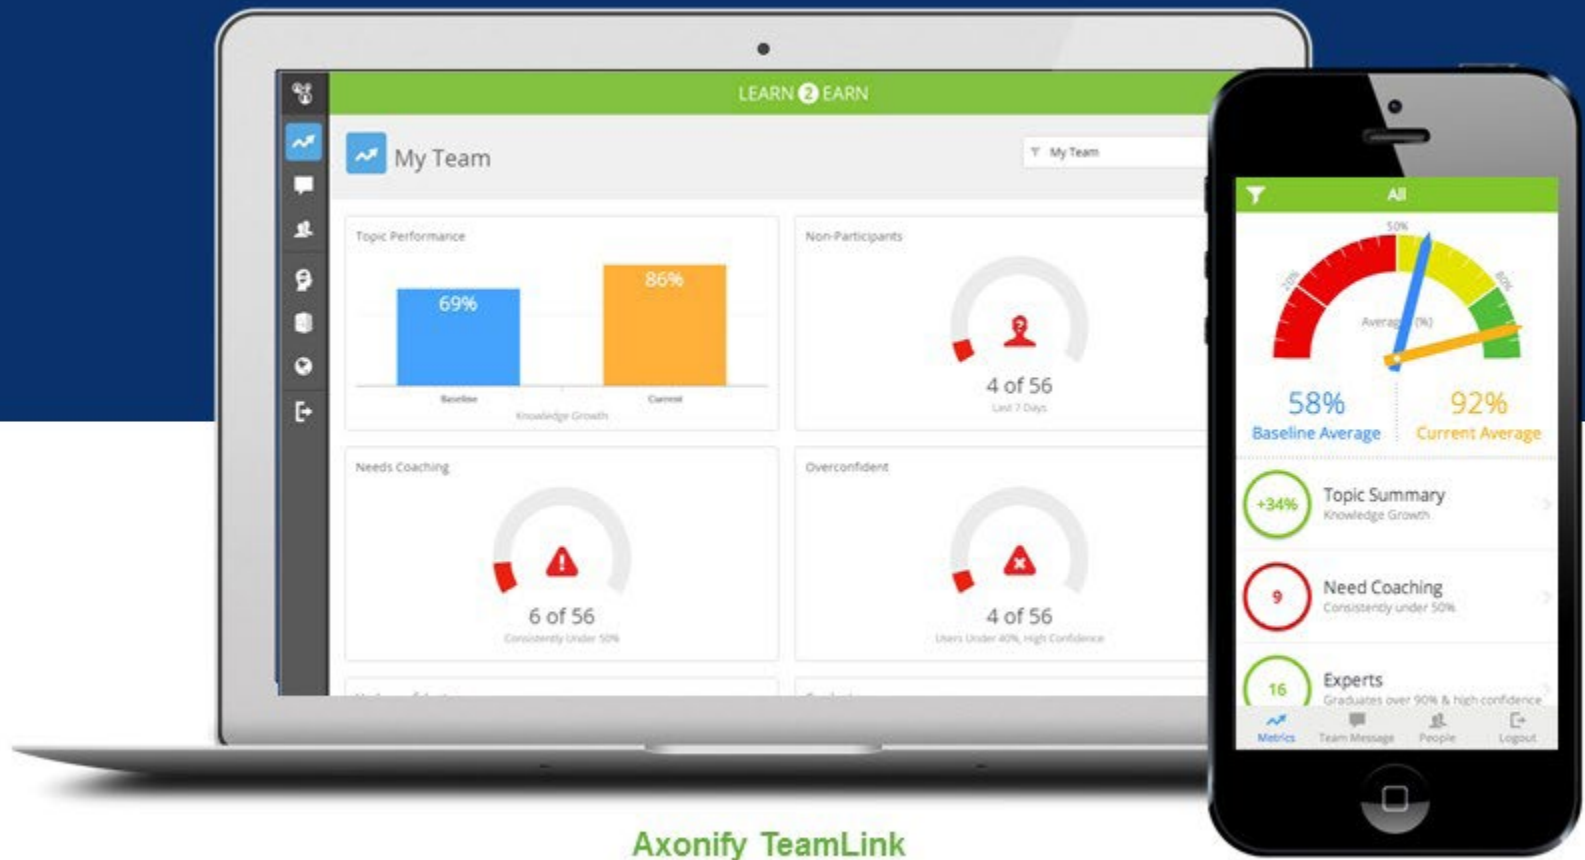 LEARN 2 EARN
My Team
My Team
Topic Performance
69%
86%
Baseline
Current
Knowledge Growth
Non-Participants
4 of 56
Last 7 Days
Needs Coaching
6 of 56
Consistently Under 50%
Overconfident
4 of 56
Users Under 40%, High Confidence
All
20%
50%
80%
(%)
58%
Baseline Average
92%
Current Average
+34%
Topic Summary
Knowledge Growth
9
Need Coaching
Consistently under 50%
16
Experts
Graduates over 90% & high confidence
Metrics
Team Message
People
Logout
Axonify TeamLink